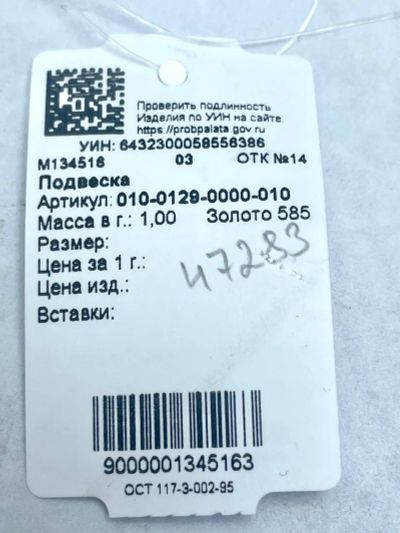 Проверить подлинность
Изделия по УИН на сайте:
https://probpalata.gov.ru
УИН: 6432300058556386
М134516 03 ОТК №14
Подвеска
Артикул: 010-0129-0000-010
Масса в г.: 1,00 Золото 585
Размер:
Цена за 1 г.:
47283
Цена изд.:
Вставки:
9000001345163
ОСТ 117-3-002-95